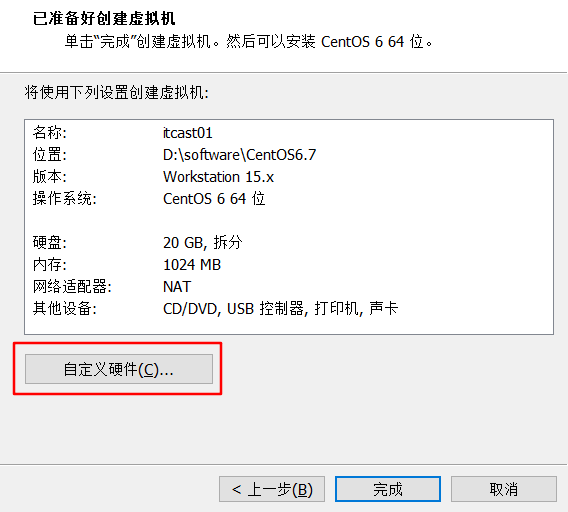 已准备好创建虚拟机
单击“完成”创建虚拟机。然后可以安装 CentOS 6 64 位。
将使用下列设置创建虚拟机:
名称: itcast01
位置: D:\software\CentOS6.7
版本: Workstation 15.x
操作系统: CentOS 6 64 位
硬盘: 20 GB, 拆分
内存: 1024 MB
网络适配器: NAT
其他设备: CD/DVD, USB 控制器, 打印机, 声卡
自定义硬件(C)...
< 上一步(B) 完成 取消